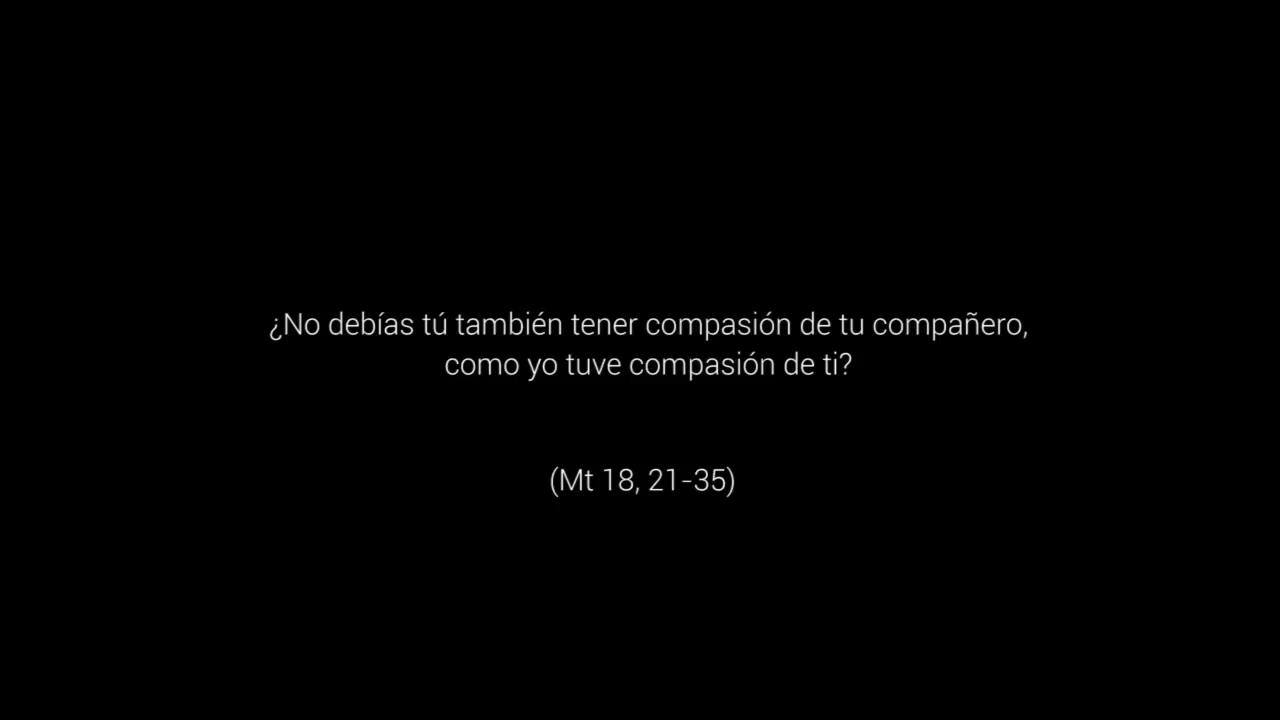 ¿No debías tú también tener compasión de tu compañero,
como yo tuve compasión de ti?
(Mt 18, 21-35)